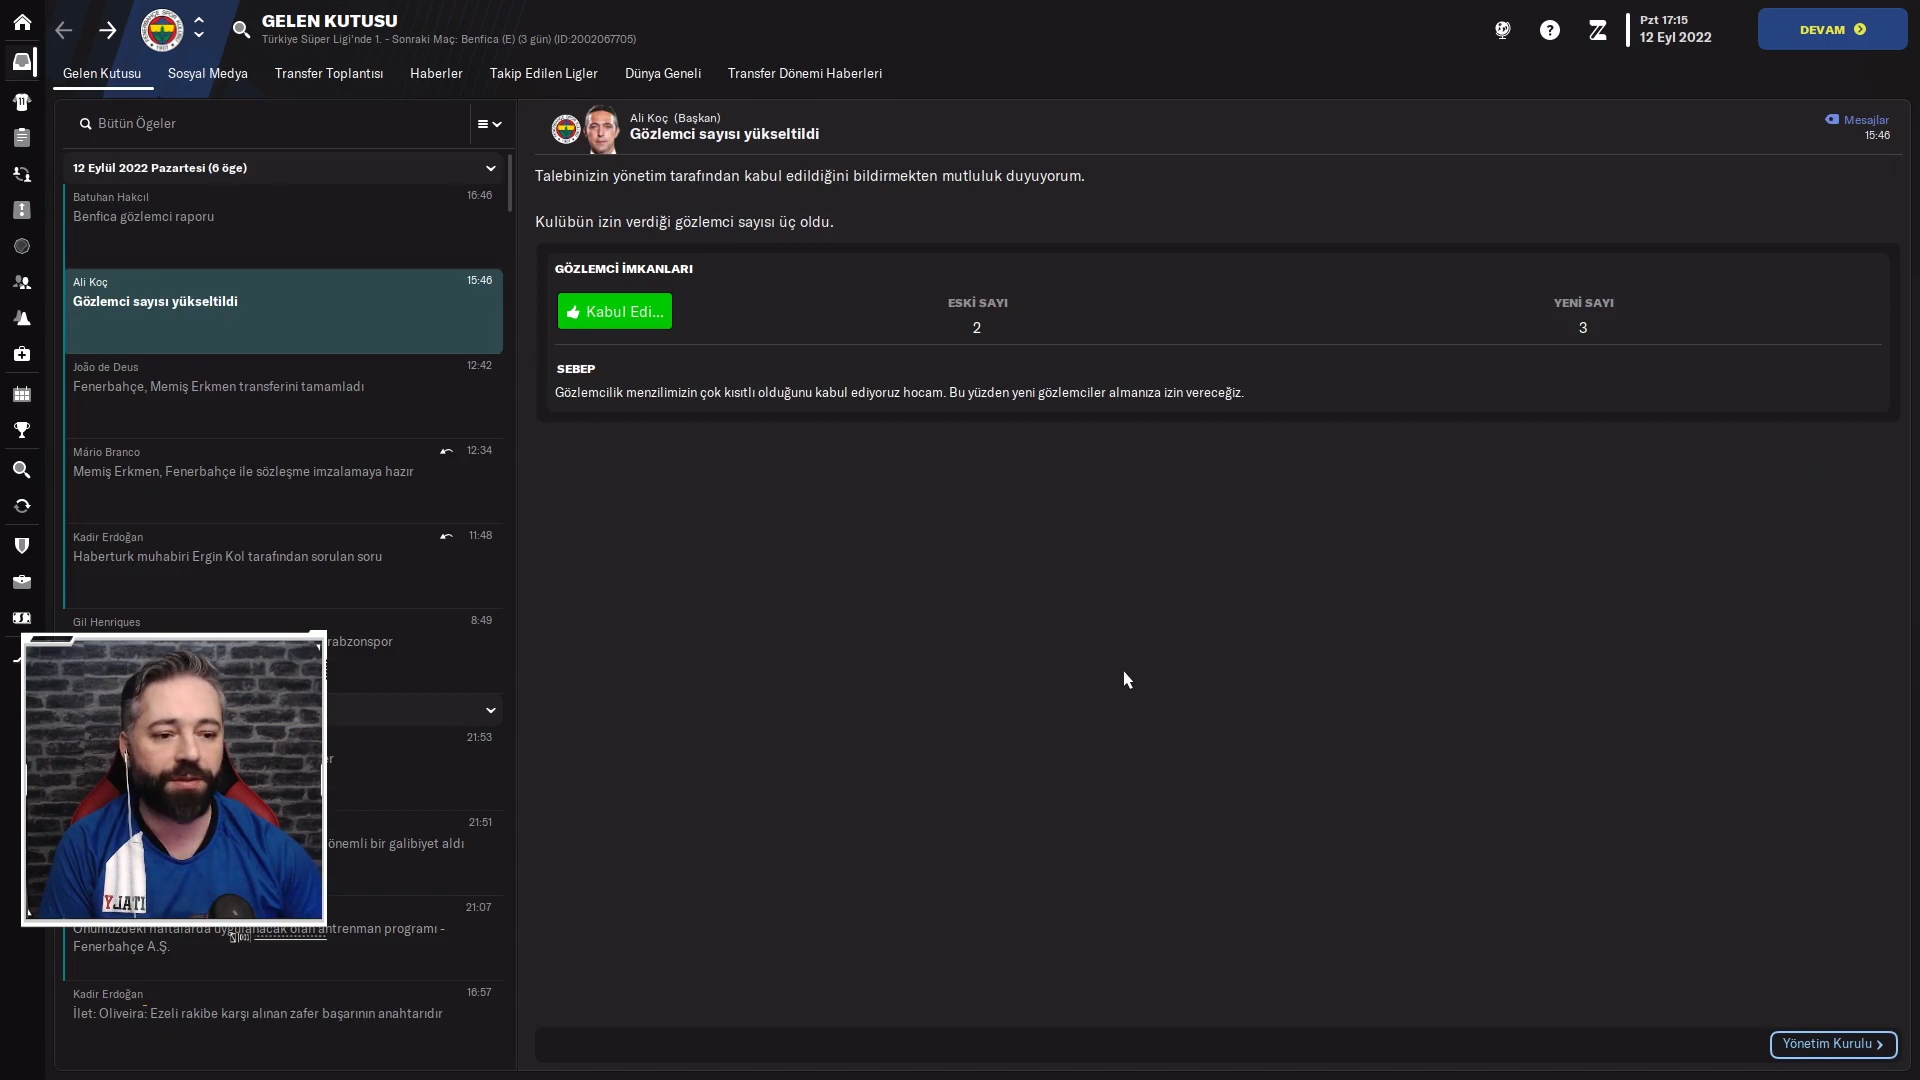 GELEN KUTUSU
Türkiye Süper Ligi'nde 1. - Sonraki Maç: Benfica (E) (3 gün) (ID:2002067705)
Pzt 17:15
12 Eyl 2022
DEVAM
Gelen Kutusu
Sosyal Medya
Transfer Toplantısı
Haberler
Takip Edilen Ligler
Dünya Geneli
Transfer Dönemi Haberleri
Bütün Ögeler
12 Eylül 2022 Pazartesi (6 öge)
Batuhan Hakcıl
16:46
Benfica gözlemci raporu
Ali Koç
15:46
Gözlemci sayısı yükseltildi
João de Deus
12:42
Fenerbahçe, Memiş Erkmen transferini tamamladı
Mário Branco
12:34
Memiş Erkmen, Fenerbahçe ile sözleşme imzalamaya hazır
Kadir Erdoğan
11:48
Haberturk muhabiri Ergin Kol tarafından sorulan soru
Gil Henriques
8:49
rabzonspor
21:53
er
21:51
önemli bir galibiyet aldı
21:07
Önümüzdeki haftalarda uygulanacak olan antrenman programı -
Fenerbahçe A.Ş.
Kadir Erdoğan
16:57
İlet: Oliveira: Ezeli rakibe karşı alınan zafer başarının anahtarıdır
Ali Koç (Başkan)
Gözlemci sayısı yükseltildi
Mesajlar
15:46
Talebinizin yönetim tarafından kabul edildiğini bildirmekten mutluluk duyuyorum.
Kulübün izin verdiği gözlemci sayısı üç oldu.
GÖZLEMCİ İMKANLARI
Kabul Edi...
ESKİ SAYI
2
YENİ SAYI
3
SEBEP
Gözlemcilik menzilimizin çok kısıtlı olduğunu kabul ediyoruz hocam. Bu yüzden yeni gözlemciler almanıza izin vereceğiz.
Yönetim Kurulu